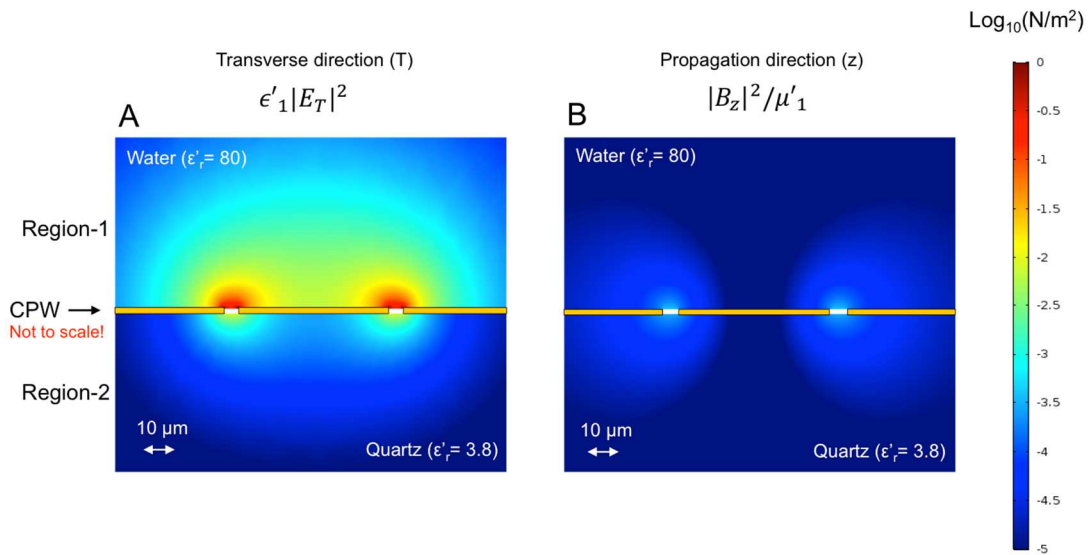 Log₁₀(N/m²)
Transverse direction (T)
Propagation direction (z)
ϵ'₁|E_T|²
|B_z|²/μ'₁
A
B
Water (ε'ᵣ= 80)
Water (ε'ᵣ= 80)
Region-1
CPW
Not to scale!
Region-2
10 μm
10 μm
Quartz (ε'ᵣ= 3.8)
Quartz (ε'ᵣ= 3.8)
0
-0.5
-1
-1.5
-2
-2.5
-3
-3.5
-4
-4.5
-5